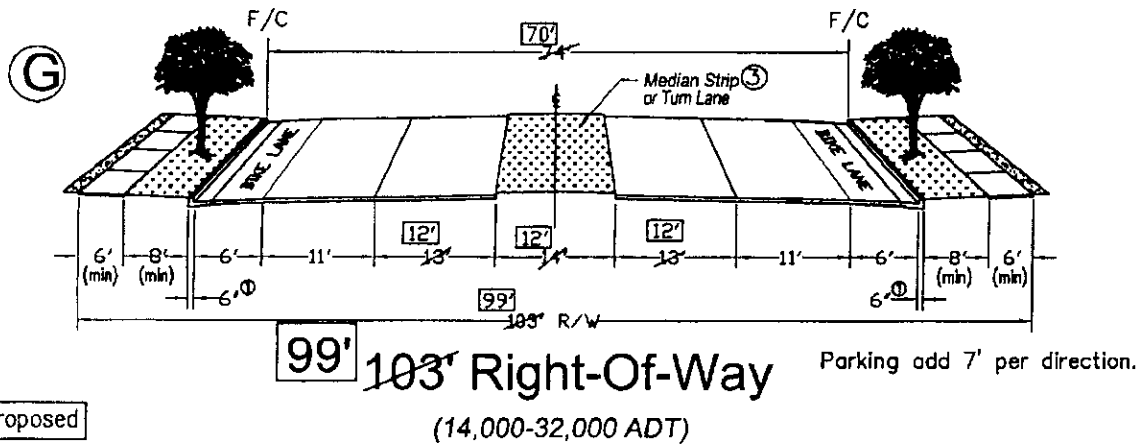 F/C
F/C
G
70'
74'
Median Strip ③
or Turn Lane
BIKE LANE
BIKE LANE
12'
12'
12'
6'
(min)
8'
(min)
6'
11'
13'
14'
13'
11'
6'
8'
(min)
6'
(min)
6'①
6'①
99'
103' R/W
99' 103' Right-Of-Way
Parking add 7' per direction.
roposed
(14,000-32,000 ADT)